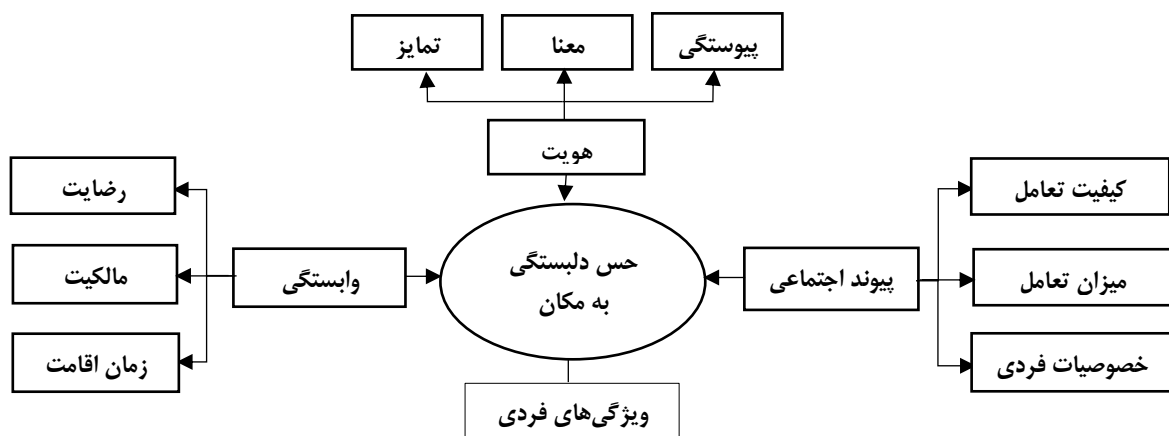 پیوستگی
معنا
تمایز
هویت
کیفیت تعامل
رضایت
حس دلبستگی
به مکان
پیوند اجتماعی
میزان تعامل
وابستگی
مالکیت
خصوصیات فردی
زمان اقامت
ویژگی‌های فردی